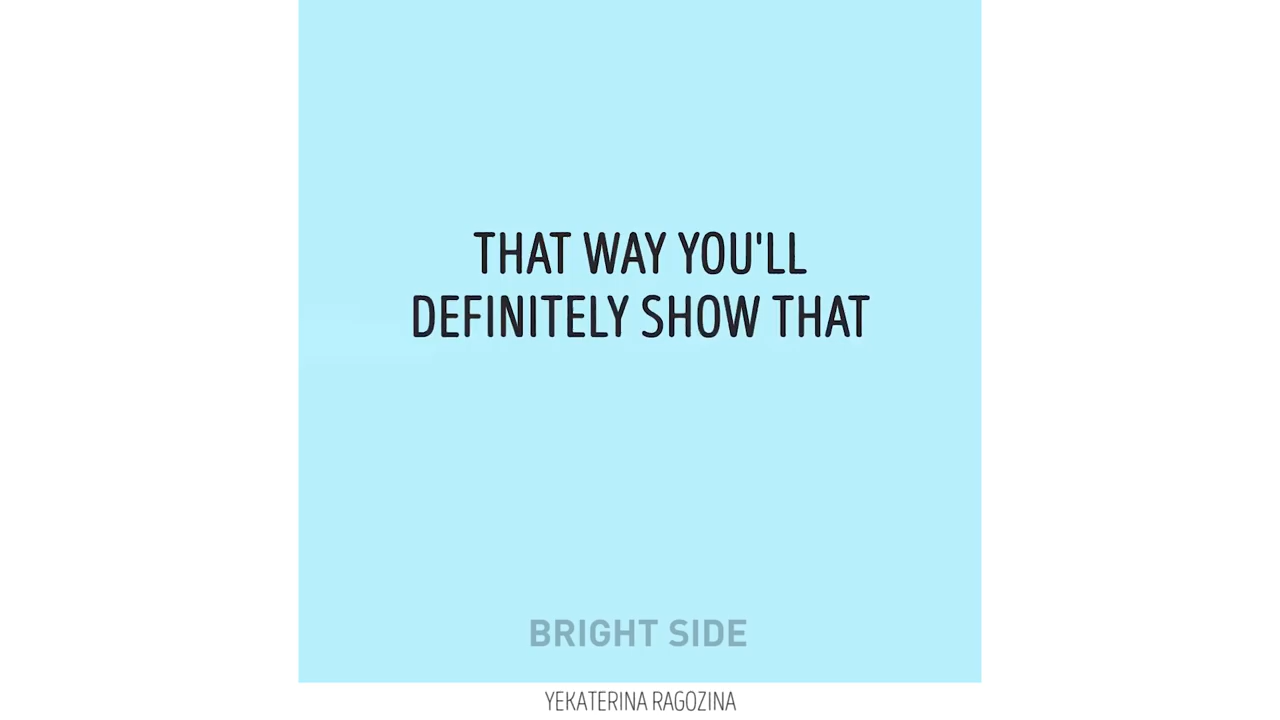 THAT WAY YOU'LL
DEFINITELY SHOW THAT
BRIGHT SIDE
YEKATERINA RAGOZINA